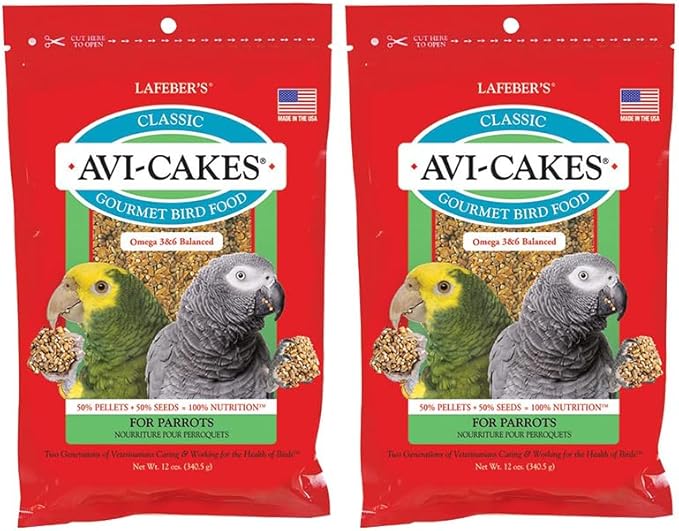 CUT HERE
TO OPEN
LAFEBER'S®
CLASSIC
MADE IN THE USA
AVI-CAKES®
GOURMET BIRD FOOD
Omega 3&6 Balanced
50% PELLETS + 50% SEEDS = 100% NUTRITION™
FOR PARROTS
NOURRITURE POUR PERROQUETS
Two Generations of Veterinarians Caring & Working for the Health of Birds™
Net Wt. 12 ozs. (340.5 g)
CUT HERE
TO OPEN
LAFEBER'S®
CLASSIC
MADE IN THE USA
AVI-CAKES®
GOURMET BIRD FOOD
Omega 3&6 Balanced
50% PELLETS + 50% SEEDS = 100% NUTRITION™
FOR PARROTS
NOURRITURE POUR PERROQUETS
Two Generations of Veterinarians Caring & Working for the Health of Birds™
Net Wt. 12 ozs. (340.5 g)